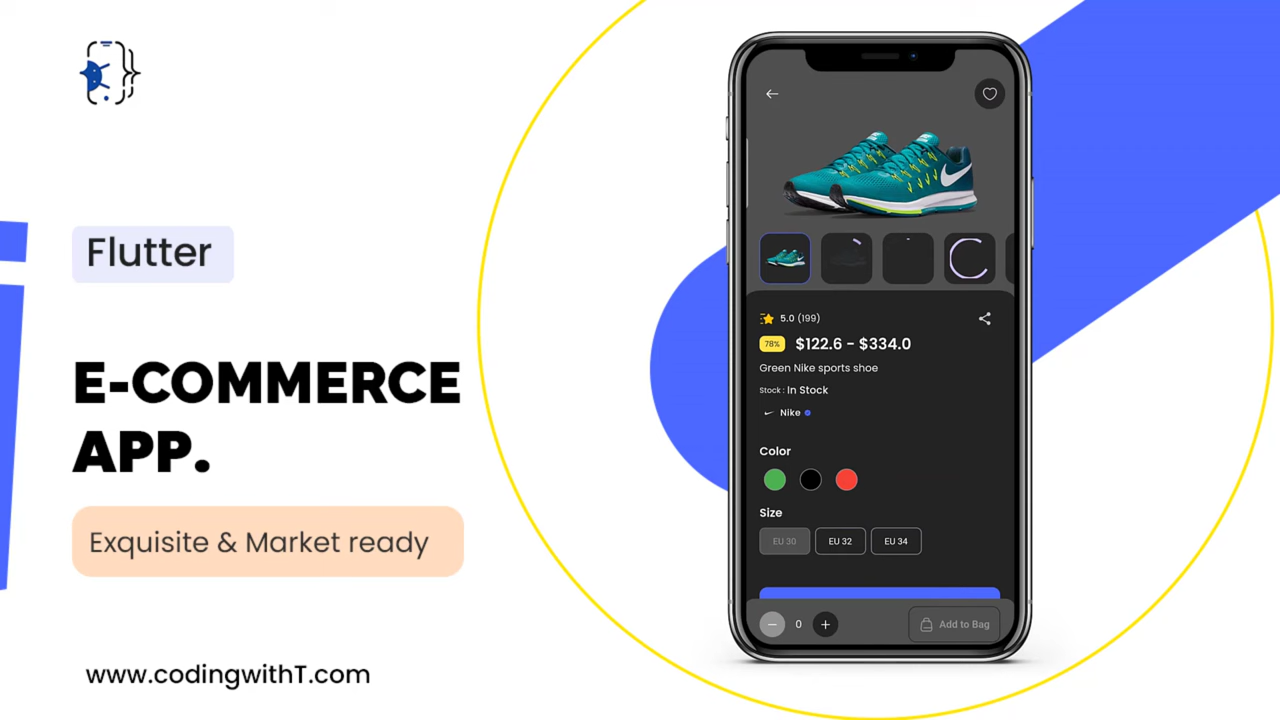 Flutter
E-COMMERCE
APP.
Exquisite & Market ready
www.codingwithT.com
5.0 (199)
78% $122.6 - $334.0
Green Nike sports shoe
Stock : In Stock
Nike
Color
Size
EU 30 EU 32 EU 34
0 Add to Bag